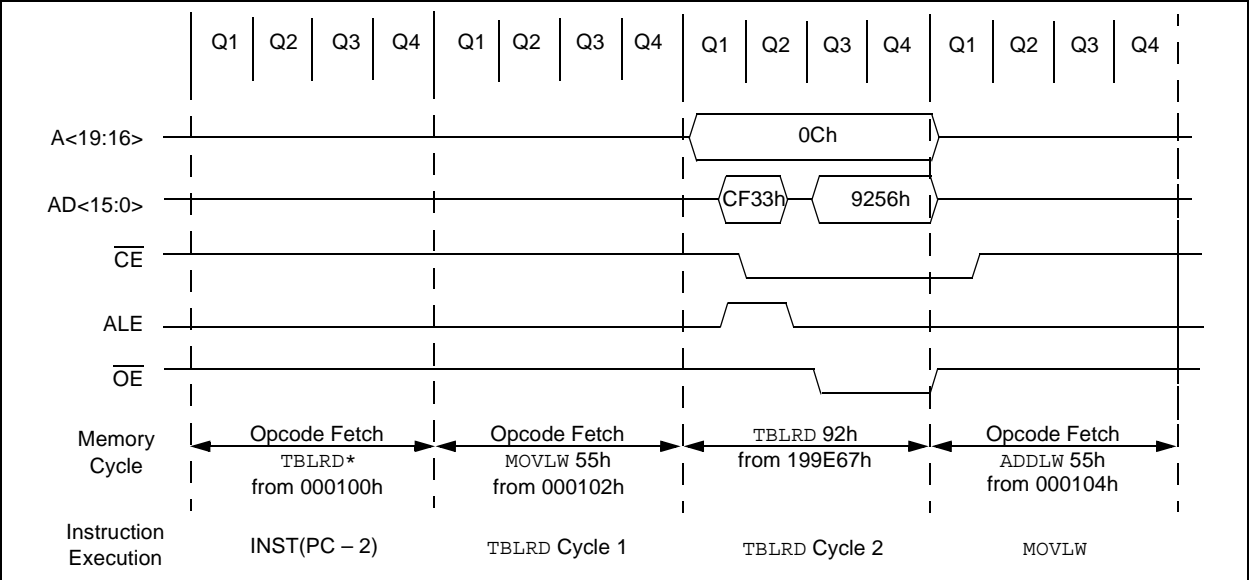 Q1 Q2 Q3 Q4 Q1 Q2 Q3 Q4 Q1 Q2 Q3 Q4 Q1 Q2 Q3 Q4
A<19:16> 0Ch
AD<15:0> CF33h 9256h
CE
ALE
OE
Memory
Cycle
Opcode Fetch
TBLRD*
from 000100h
Opcode Fetch
MOVLW 55h
from 000102h
TBLRD 92h
from 199E67h
Opcode Fetch
ADDLW 55h
from 000104h
Instruction
Execution
INST(PC – 2)
TBLRD Cycle 1
TBLRD Cycle 2
MOVLW